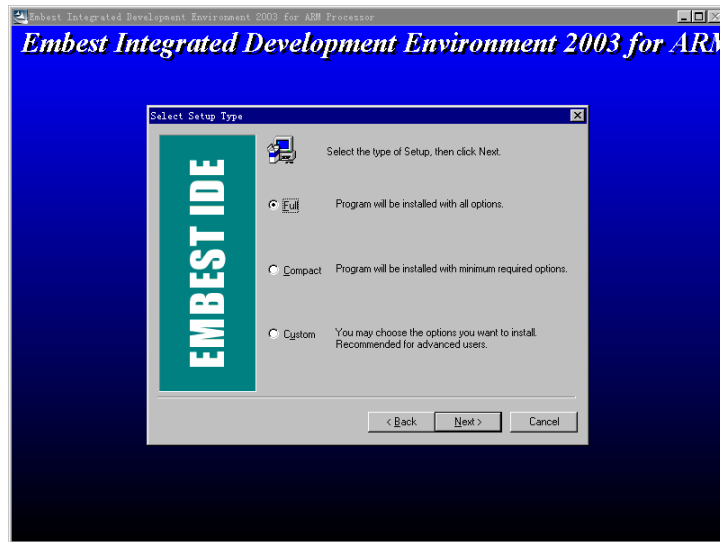 Embest Integrated Development Environment 2003 for ARM Processor
Embest Integrated Development Environment 2003 for ARM
Select Setup Type
EMBEST IDE
Select the type of Setup, then click Next.
Full Program will be installed with all options.
Compact Program will be installed with minimum required options.
Custom You may choose the options you want to install.
Recommended for advanced users.
< Back Next > Cancel